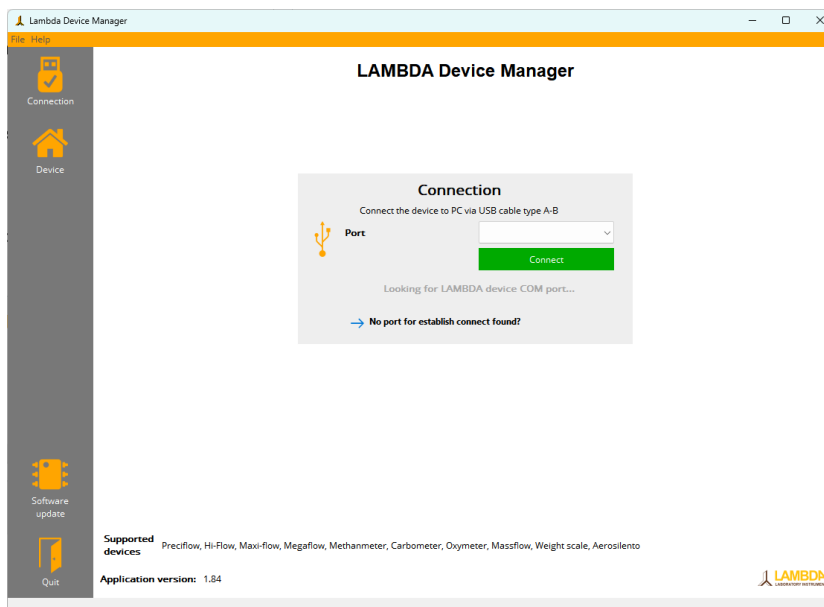 Lambda Device Manager
File Help
LAMBDA Device Manager
Connection
Device
Connection
Connect the device to PC via USB cable type A-B
Port
Connect
Looking for LAMBDA device COM port...
No port for establish connect found?
Software
update
Supported
devices
Preciflow, Hi-Flow, Maxi-flow, Megaflow, Methanmeter, Carbometer, Oxymeter, Massflow, Weight scale, Aerosilento
Quit
Application version: 1.84
LAMBDA